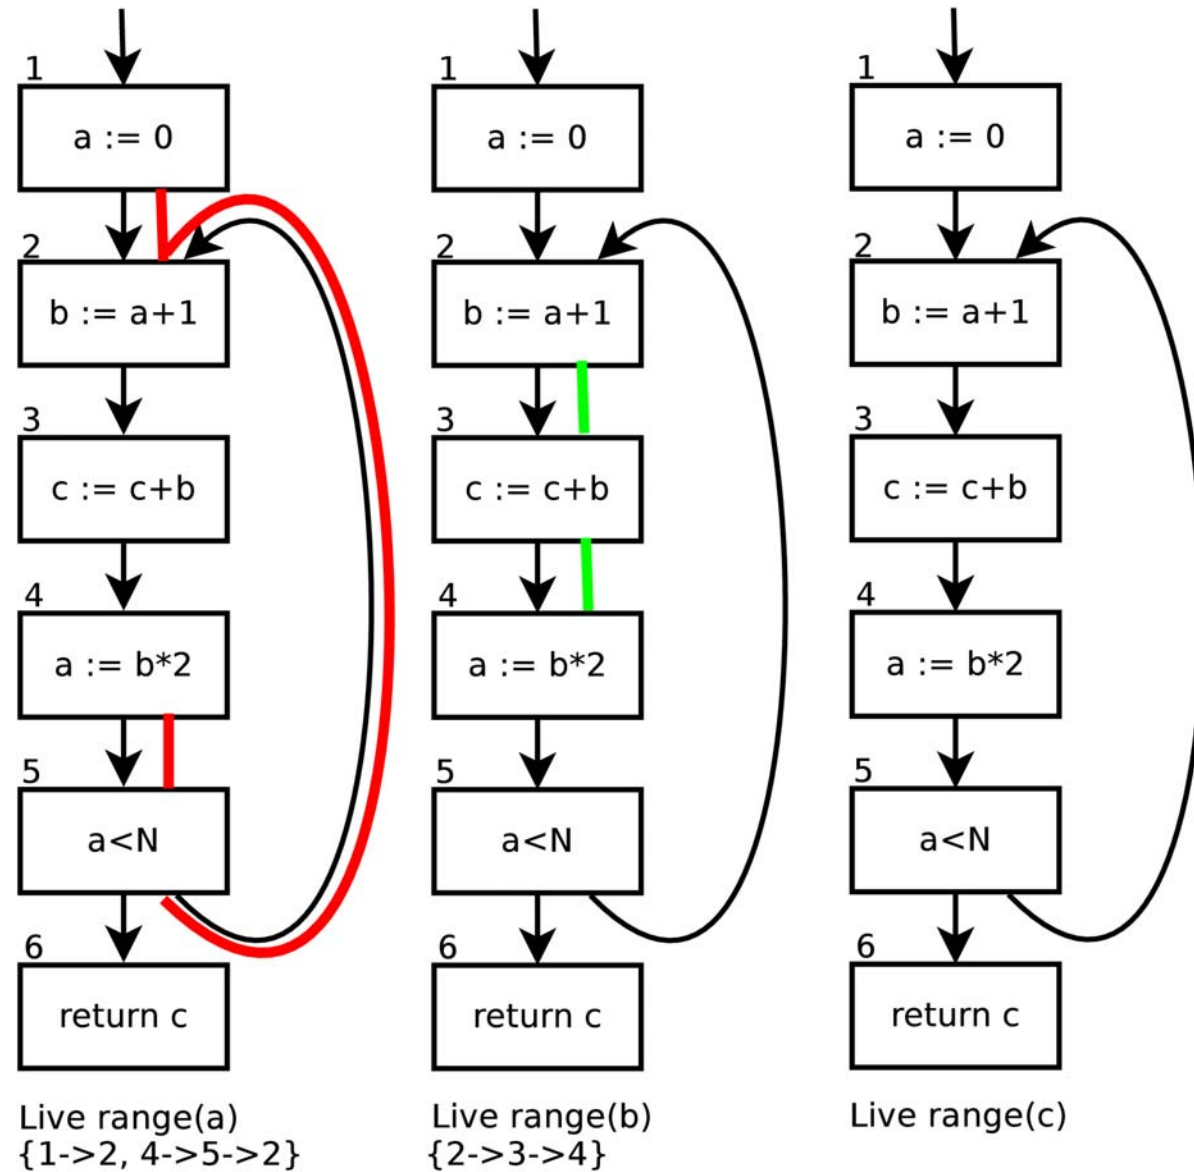 1
a := 0
2
b := a+1
3
c := c+b
4
a := b*2
5
a<N
6
return c
Live range(a)
{1->2, 4->5->2}
1
a := 0
2
b := a+1
3
c := c+b
4
a := b*2
5
a<N
6
return c
Live range(b)
{2->3->4}
1
a := 0
2
b := a+1
3
c := c+b
4
a := b*2
5
a<N
6
return c
Live range(c)